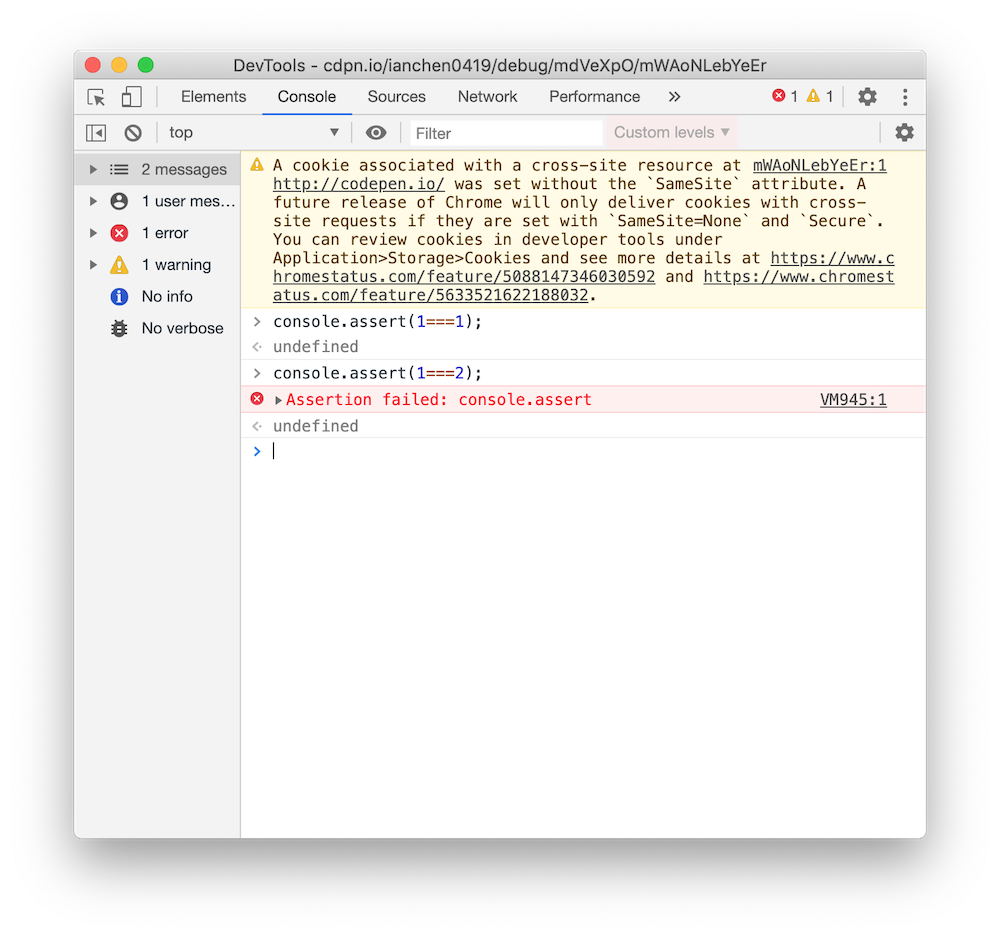 DevTools - cdpn.io/ianchen0419/debug/mdVeXpO/mWAoNLebYeEr
Elements Console Sources Network Performance » 1 1
top ▼ Filter Custom levels ▼
2 messages
1 user mes…
1 error
1 warning
No info
No verbose
A cookie associated with a cross-site resource at mWAoNLebYeEr:1
http://codepen.io/ was set without the `SameSite` attribute. A
future release of Chrome will only deliver cookies with cross-
site requests if they are set with `SameSite=None` and `Secure`.
You can review cookies in developer tools under
Application>Storage>Cookies and see more details at https://www.c
hromestatus.com/feature/5088147346030592 and https://www.chromest
atus.com/feature/5633521622188032.
> console.assert(1===1);
undefined
> console.assert(1===2);
Assertion failed: console.assert VM945:1
undefined
>